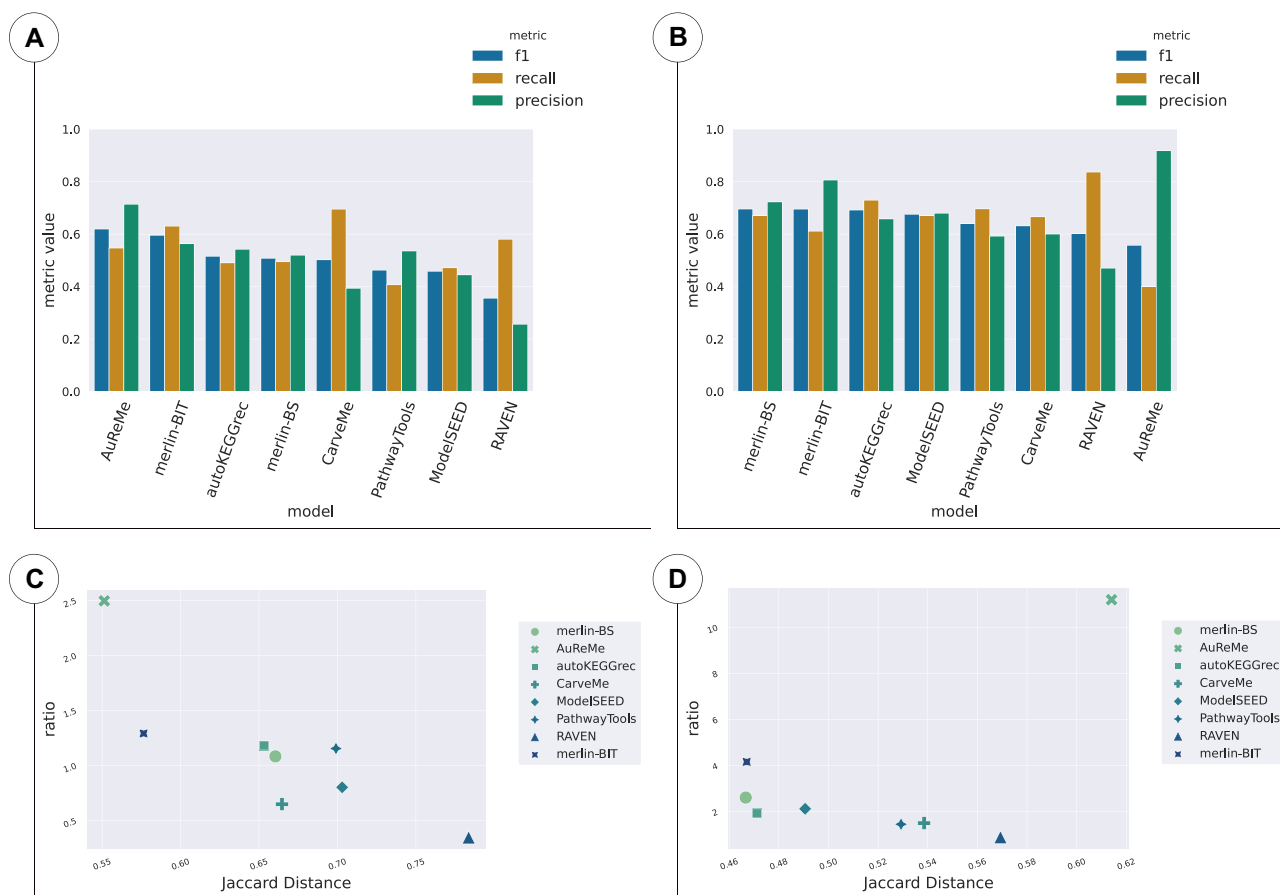 A
metric
f1
recall
precision
1.0
0.8
0.6
0.4
0.2
0.0
metric value
AuReMe
merlin-BIT
autoKEGGrec
merlin-BS
CarveMe
PathwayTools
ModelSEED
RAVEN
model
B
metric
f1
recall
precision
1.0
0.8
0.6
0.4
0.2
0.0
metric value
merlin-BS
merlin-BIT
autoKEGGrec
ModelSEED
PathwayTools
CarveMe
RAVEN
AuReMe
model
C
2.5
2.0
1.5
1.0
0.5
ratio
0.55
0.60
0.65
0.70
0.75
Jaccard Distance
merlin-BS
AuReMe
autoKEGGrec
CarveMe
ModelSEED
PathwayTools
RAVEN
merlin-BIT
D
10
8
6
4
2
ratio
0.46
0.48
0.50
0.52
0.54
0.56
0.58
0.60
0.62
Jaccard Distance
merlin-BS
AuReMe
autoKEGGrec
CarveMe
ModelSEED
PathwayTools
RAVEN
merlin-BIT